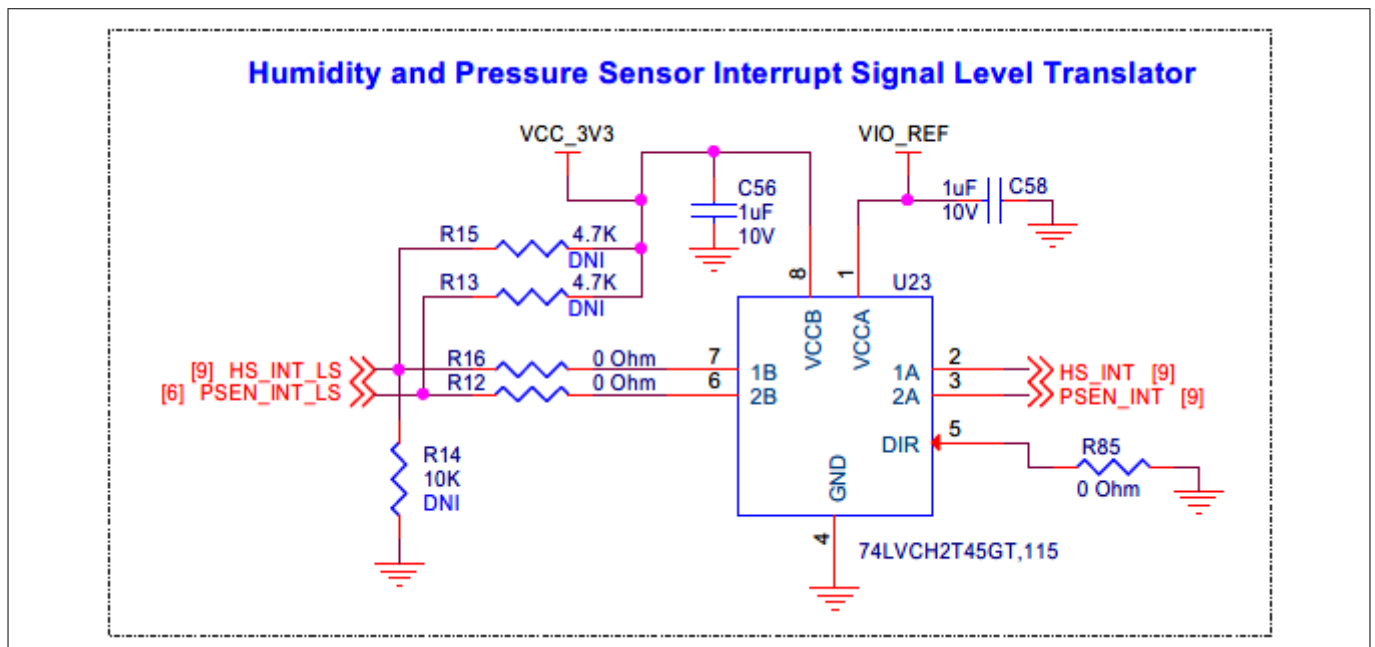 Humidity and Pressure Sensor Interrupt Signal Level Translator
VCC_3V3
VIO_REF
C56
1uF
10V
1uF
10V
C58
R15
4.7K
DNI
R13
4.7K
DNI
8
1
U23
VCCB
VCCA
[9] HS_INT_LS
[6] PSEN_INT_LS
R16
0 Ohm
R12
0 Ohm
7
6
1B
2B
1A
2A
2
3
HS_INT [9]
PSEN_INT [9]
DIR
5
R85
0 Ohm
R14
10K
DNI
GND
4
74LVCH2T45GT,115